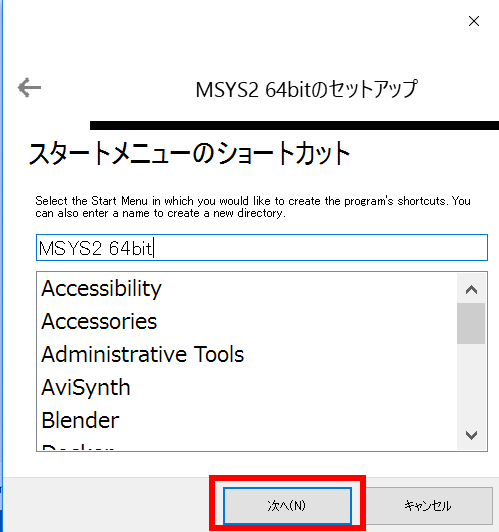 MSYS2 64bitのセットアップ
スタートメニューのショートカット
Select the Start Menu in which you would like to create the program's shortcuts. You
can also enter a name to create a new directory.
MSYS2 64bit
Accessibility
Accessories
Administrative Tools
AviSynth
Blender
次へ(N)
キャンセル